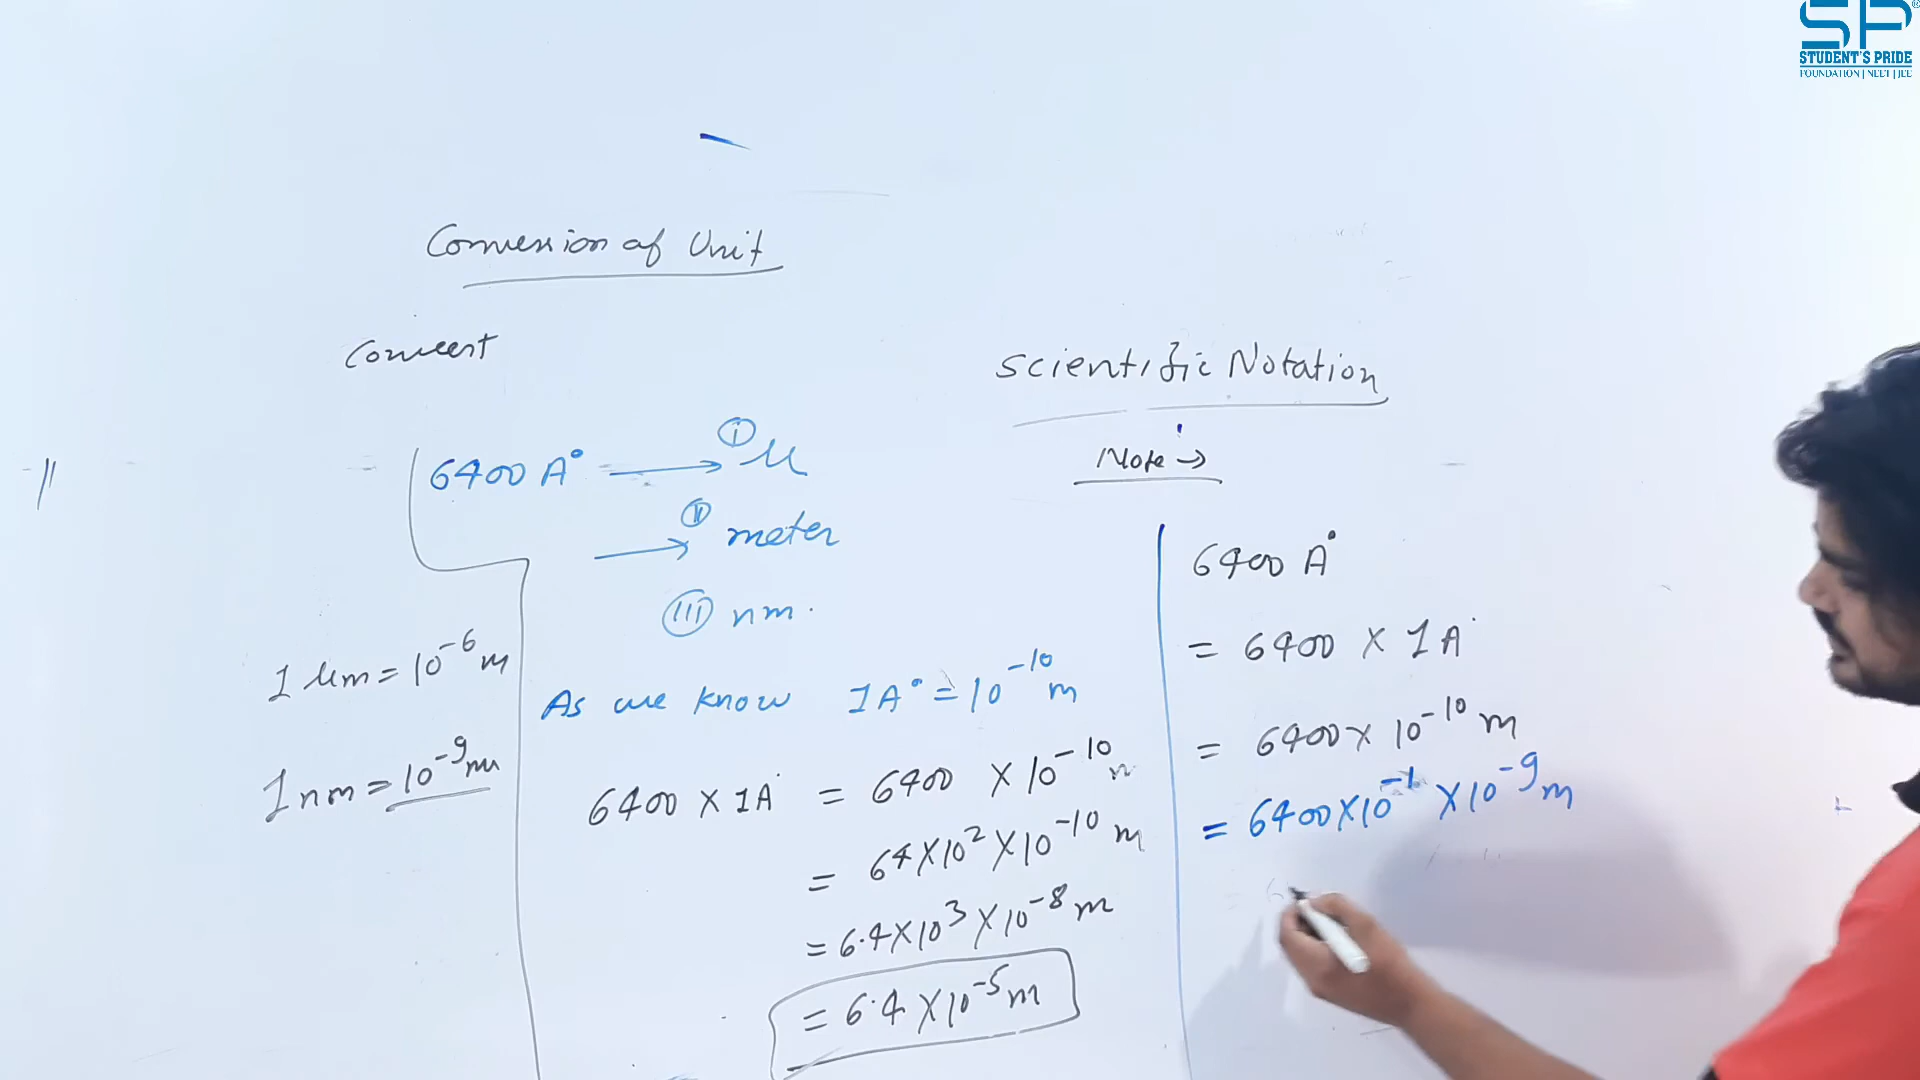 SP®
STUDENT'S PRIDE
FOUNDATION | NEET | JEE
Conversion of Unit
Convert
6400 A° ⟶ (i) μ
⟶ (ii) meter
(iii) nm.
1 μm = 10⁻⁶ m
1 nm = 10⁻⁹ m
As we know 1A° = 10⁻¹⁰ m
6400 × 1A° = 6400 × 10⁻¹⁰ m
= 64 × 10² × 10⁻¹⁰ m
= 6.4 × 10³ × 10⁻⁸ m
= 6.4 × 10⁻⁵ m
Scientific Notation
Note →
6400 A°
= 6400 × 1A°
= 6400 × 10⁻¹⁰ m
= 6400 × 10⁻¹ × 10⁻⁹ m